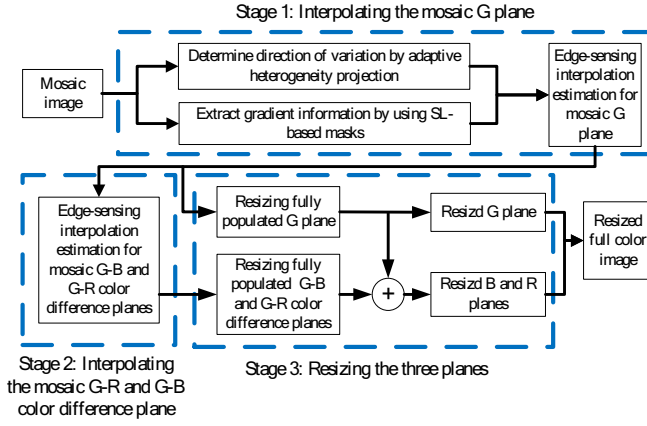 Stage 1: Interpolating the mosaic G plane
Mosaic
image
Determine direction of variation by adaptive
heterogeneity projection
Extract gradient information by using SL-
based masks
Edge-sensing
interpolation
estimation for
mosaic G
plane
Edge-sensing
interpolation
estimation for
mosaic G-B and
G-R color
difference planes
Resizing fully
populated G plane
Resizd G plane
Resizing fully
populated G-B
and G-R color
difference planes
+
Resizd B and R
planes
Resized
full color
image
Stage 2: Interpolating
the mosaic G-R and G-B
color difference plane
Stage 3: Resizing the three planes